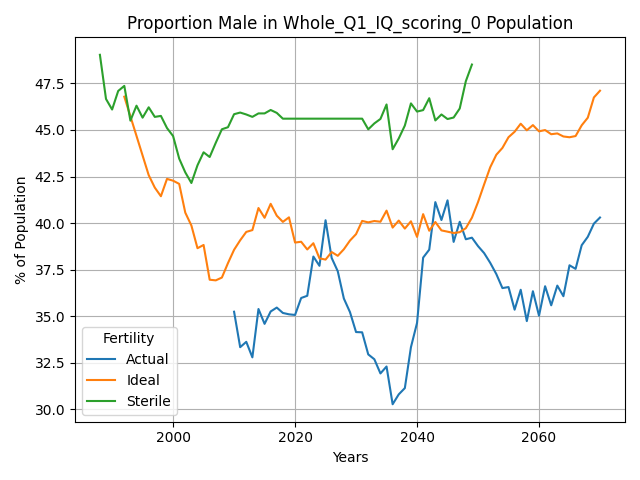 Proportion Male in Whole_Q1_IQ_scoring_0 Population
% of Population
47.5
45.0
42.5
40.0
37.5
35.0
32.5
30.0
Fertility
Actual
Ideal
Sterile
2000 2020 2040 2060
Years